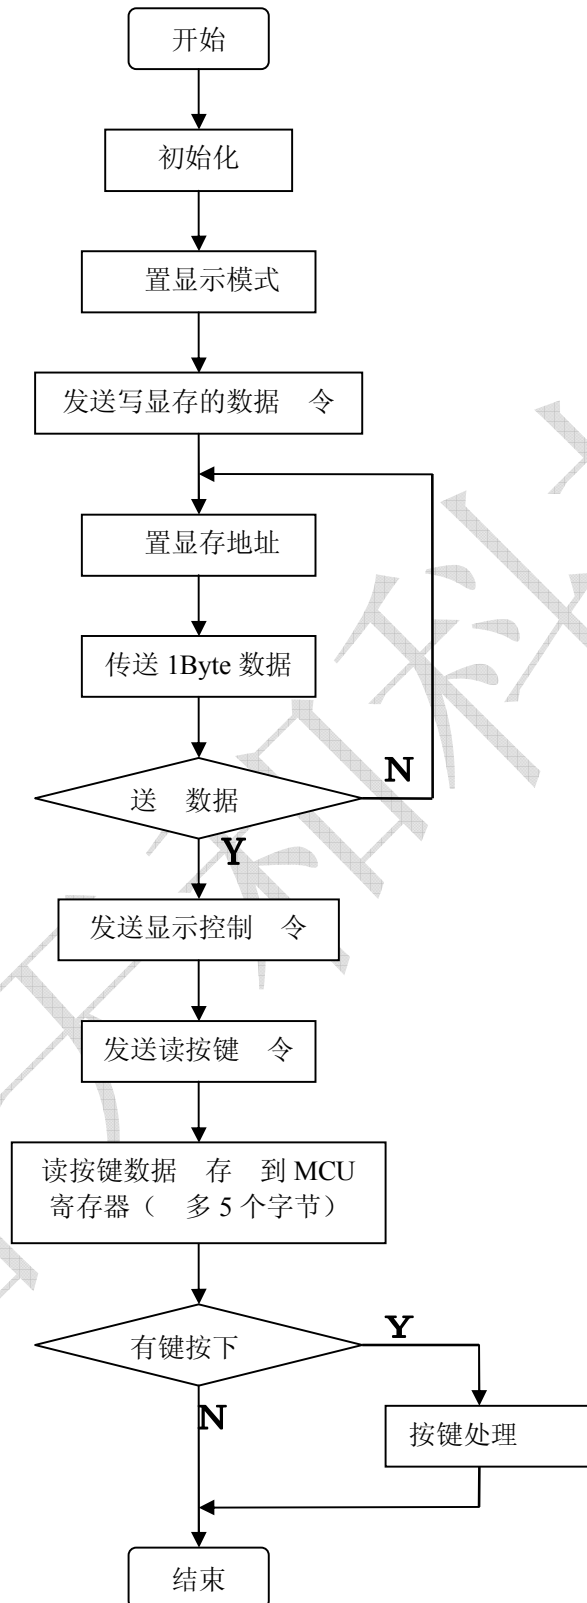 开始
初始化
置显示模式
发送写显存的数据 令
置显存地址
传送 1Byte 数据
送 数据
N
Y
发送显示控制 令
发送读按键 令
读按键数据 存 到 MCU
寄存器( 多 5 个字节)
有键按下
Y
N
按键处理
结束